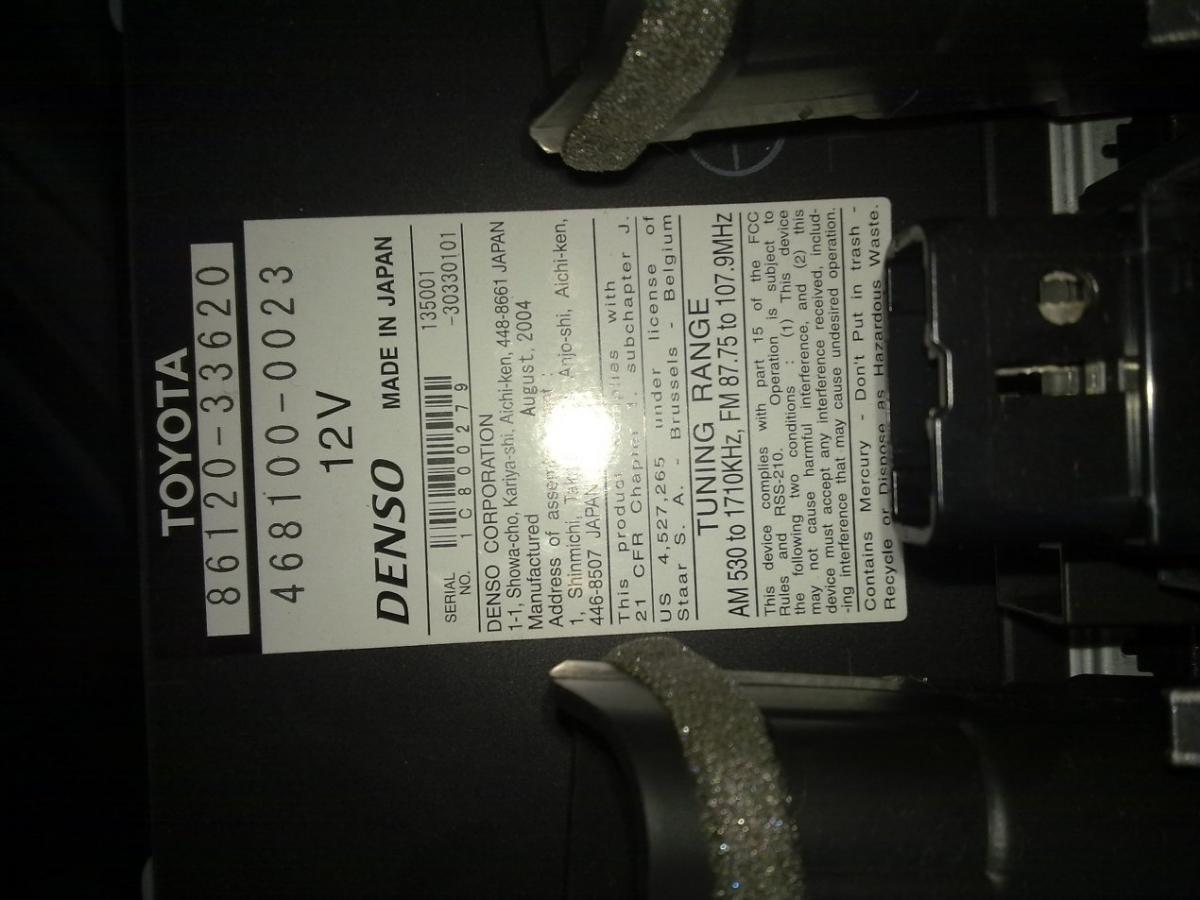 TOYOTA
86120-33620
468100-0023
12V
DENSO MADE IN JAPAN
SERIAL NO. 1C800279 135001
-30330101
DENSO CORPORATION
1-1, Showa-cho, Kariya-shi, Aichi-ken, 448-8661 JAPAN
Manufactured August, 2004
Address of
1, Shinmichi, Anjo-shi, Aichi-ken,
446-8507 JAPAN
This with
21 CFR subchapter J.
US 4,527,265 under license of
Staar S. A. - Brussels - Belgium
TUNING RANGE
AM 530 to 1710KHz, FM 87.75 to 107.9MHz
This device complies with part 15 of the FCC
Rules and RSS-210. Operation is subject to
the following two conditions : (1) This device
may not cause harmful interference, and (2) this
device must accept any interference received, includ-
-ing interference that may cause undesired operation.
Contains Mercury - Don't Put in trash -
Recycle or Dispose as Hazardous Waste.